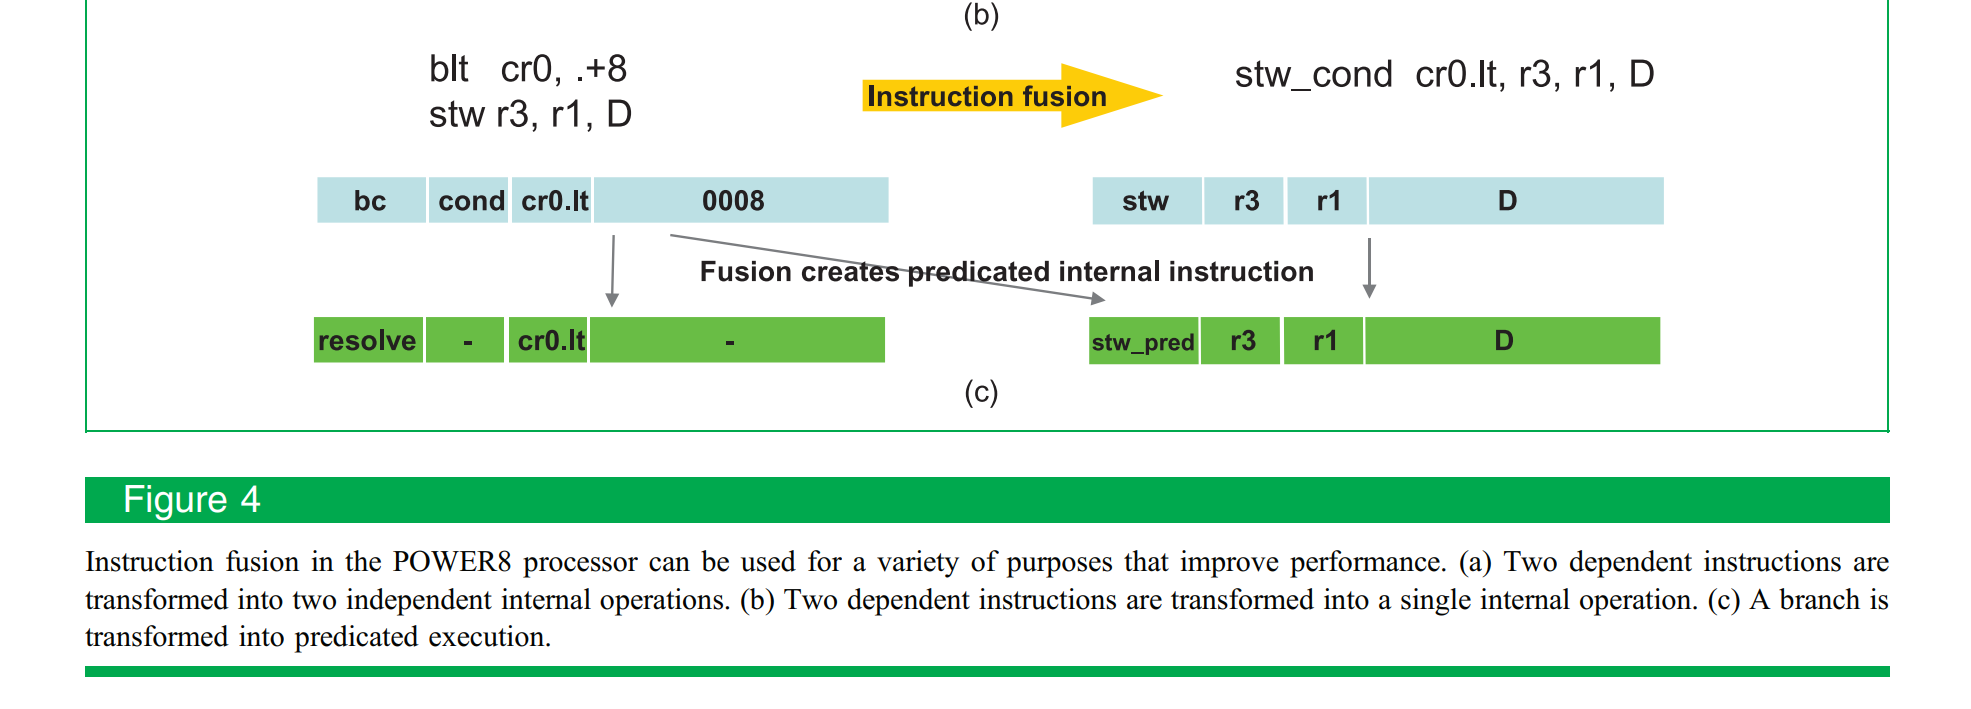 (b)
blt cr0, .+8
stw r3, r1, D
Instruction fusion
stw_cond cr0.lt, r3, r1, D
bc cond cr0.lt 0008
stw r3 r1 D
Fusion creates predicated internal instruction
resolve - cr0.lt -
stw_pred r3 r1 D
(c)
Figure 4
Instruction fusion in the POWER8 processor can be used for a variety of purposes that improve performance. (a) Two dependent instructions are
transformed into two independent internal operations. (b) Two dependent instructions are transformed into a single internal operation. (c) A branch is
transformed into predicated execution.